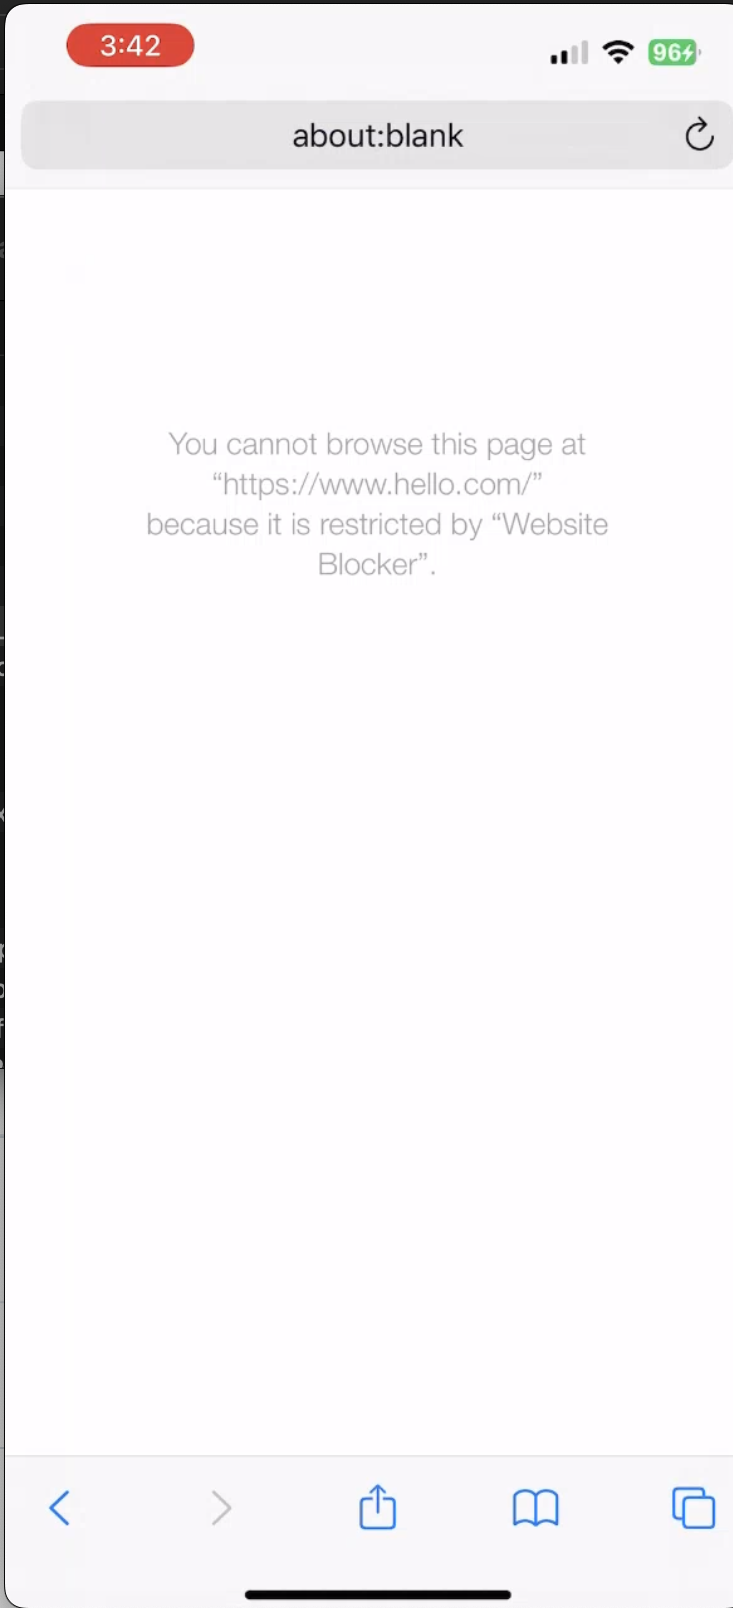 3:42
96
about:blank
You cannot browse this page at
“https://www.hello.com/”
because it is restricted by “Website
Blocker”.